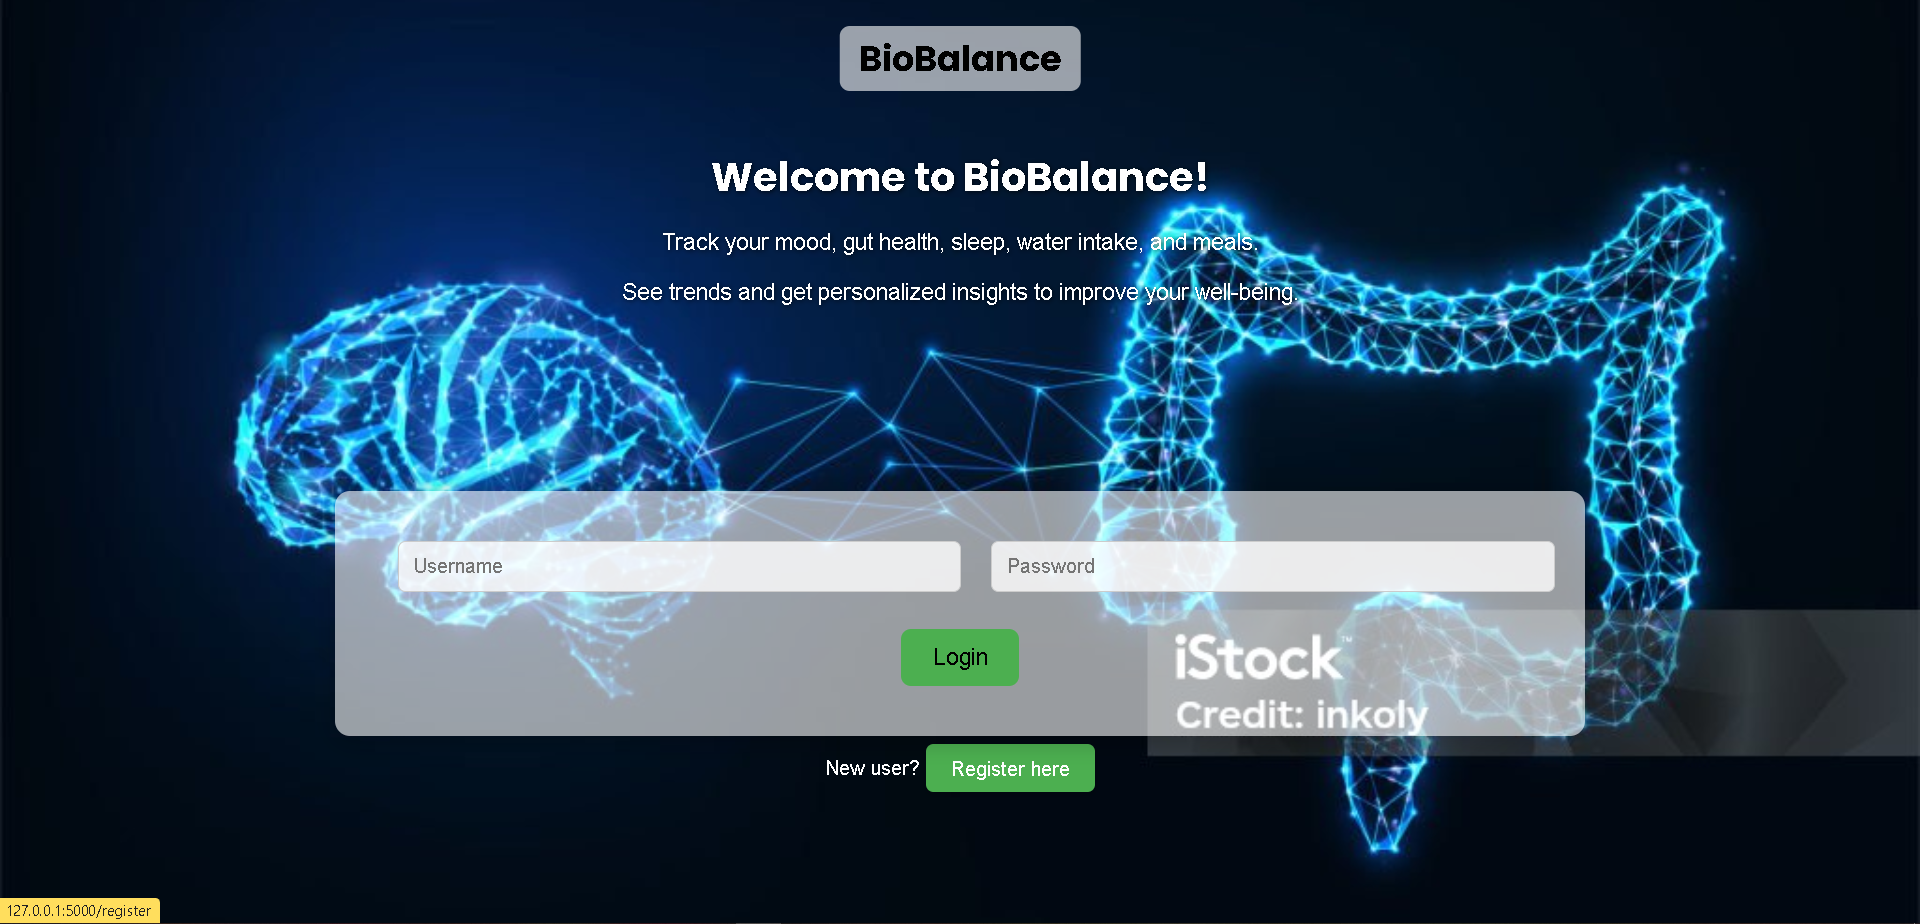 BioBalance
Welcome to BioBalance!
Track your mood, gut health, sleep, water intake, and meals.
See trends and get personalized insights to improve your well-being.
Username
Password
Login
iStock™
Credit: inkoly
New user? Register here
127.0.0.1:5000/register